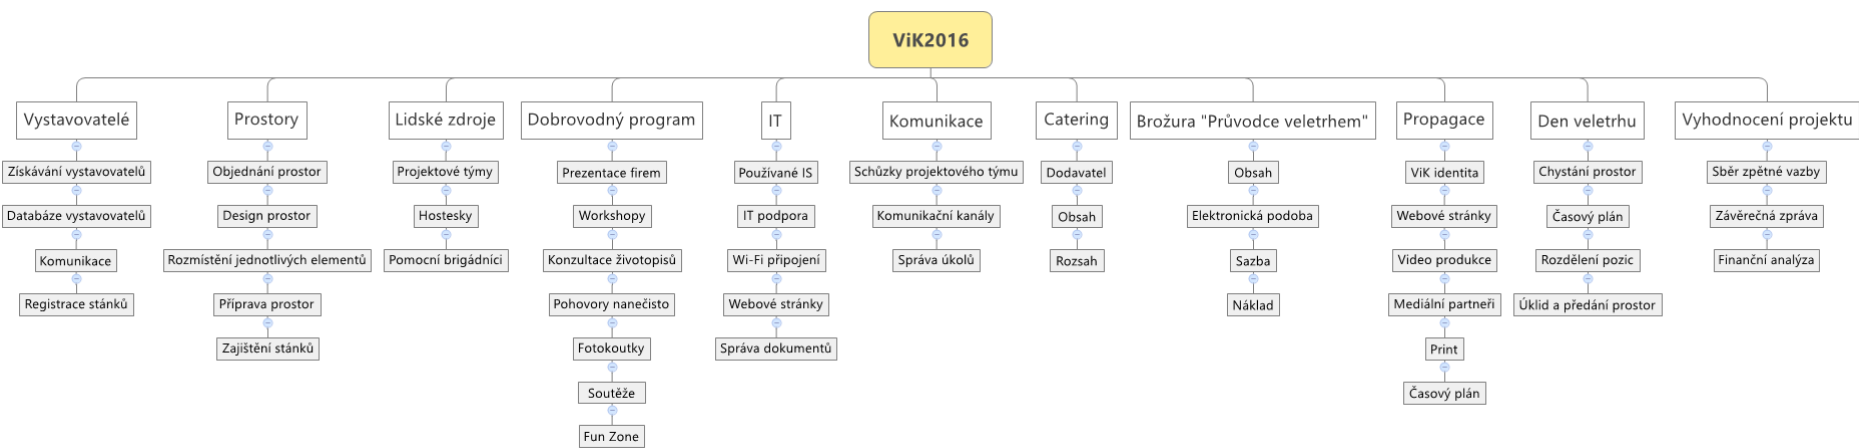 ViK2016
Vystavovatelé
Získávání vystavovatelů
Databáze vystavovatelů
Komunikace
Registrace stánků
Prostory
Objednání prostor
Design prostor
Rozmístění jednotlivých elementů
Příprava prostor
Zajištění stánků
Lidské zdroje
Projektové týmy
Hostesky
Pomocní brigádníci
Dobrovodný program
Prezentace firem
Workshopy
Konzultace životopisů
Pohovory nanečisto
Fotokoutky
Soutěže
Fun Zone
IT
Používané IS
IT podpora
Wi-Fi připojení
Webové stránky
Správa dokumentů
Komunikace
Schůzky projektového týmu
Komunikační kanály
Správa úkolů
Catering
Dodavatel
Obsah
Rozsah
Brožura "Průvodce veletrhem"
Obsah
Elektronická podoba
Sazba
Náklad
Propagace
ViK identita
Webové stránky
Video produkce
Mediální partneři
Print
Časový plán
Den veletrhu
Chystání prostor
Časový plán
Rozdělení pozic
Úklid a předání prostor
Vyhodnocení projektu
Sběr zpětné vazby
Závěrečná zpráva
Finanční analýza